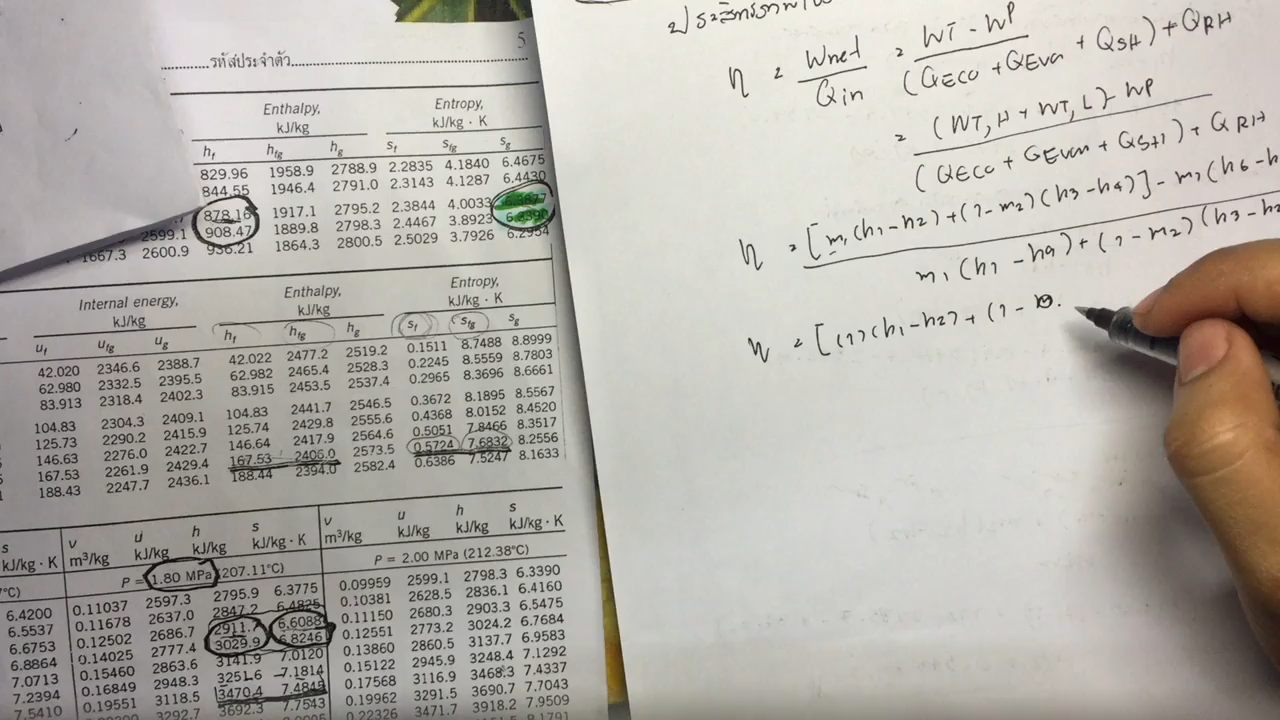 5
รหัสประจำตัว
Enthalpy, kJ/kg Entropy, kJ/kg · K
hf hfg hg sf sfg sg
829.96 1958.9 2788.9 2.2835 4.1840 6.4675
844.55 1946.4 2791.0 2.3143 4.1287 6.4430
878.16 1917.1 2795.2 2.3844 4.0033
2599.1 908.47 1889.8 2798.3 2.4467 3.8923 6.3390
1667.3 2600.9 936.21 1864.3 2800.5 2.5029 3.7926 6.2954
Internal energy, kJ/kg Enthalpy, kJ/kg Entropy, kJ/kg · K
uf ufg ug hf hfg hg sf sfg sg
42.020 2346.6 2388.7 42.022 2477.2 2519.2 0.1511 8.7488 8.8999
62.980 2332.5 2395.5 62.982 2465.4 2528.3 0.2245 8.5559 8.7803
83.913 2318.4 2402.3 83.915 2453.5 2537.4 0.2965 8.3696 8.6661
104.83 2304.3 2409.1 104.83 2441.7 2546.5 0.3672 8.1895 8.5567
125.73 2290.2 2415.9 125.74 2429.8 2555.6 0.4368 8.0152 8.4520
146.63 2276.0 2422.7 146.64 2417.9 2564.6 0.5051 7.8466 8.3517
167.53 2261.9 2429.4 167.53 2406.0 2573.5 0.5724 7.6832 8.2556
188.43 2247.7 2436.1 188.44 2394.0 2582.4 0.6386 7.5247 8.1633
s kJ/kg · K v m³/kg u kJ/kg h kJ/kg s kJ/kg · K v m³/kg u kJ/kg h kJ/kg s kJ/kg · K
P = 1.80 MPa (207.11°C) P = 2.00 MPa (212.38°C)
2795.9 6.3775 0.09959 2599.1 2798.3 6.3390
6.4200 0.11037 2597.3 2847.2 6.4825 0.10381 2628.5 2836.1 6.4160
6.5537 0.11678 2637.0 2911.7 6.6088 0.11150 2680.3 2903.3 6.5475
6.6753 0.12502 2686.7 3029.9 6.8246 0.12551 2773.2 3024.2 6.7684
6.8864 0.14025 2777.4 3141.9 7.0120 0.13860 2860.5 3137.7 6.9583
7.0713 0.15460 2863.6 3251.6 7.1814 0.15122 2945.9 3248.4 7.1292
7.2394 0.16849 2948.3 3470.4 7.4845 0.17568 3116.9 3468.3 7.4337
7.5410 0.19551 3118.5 3692.3 7.7543 0.19962 3291.5 3690.7 7.7043
3292.7 0.22326 3471.7 3918.2 7.9509
η = Wnet / Qin = WT - WP / (QECO + QEva + QSH) + QRH
= (WT,H + WT,L) - WP / (QECO + QEva + QSH) + QRH
η = [m1(h1-h2) + (1-m2)(h3-h4)] - m1(h6-h / m1(h1-h9) + (1-m2)(h3-h2
η = [(1)(h1-h2) + (1-0.